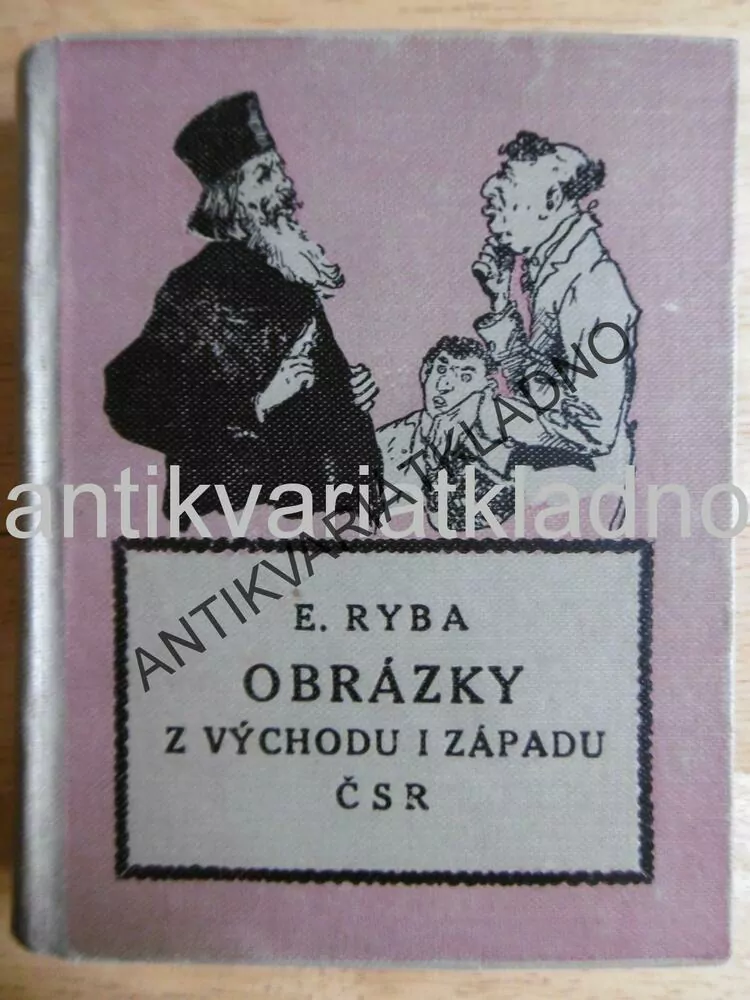 antikvariatkladno
ANTIKVARIATKLADNO
E. RYBA
OBRÁZKY
Z VÝCHODU I ZÁPADU
ČSR